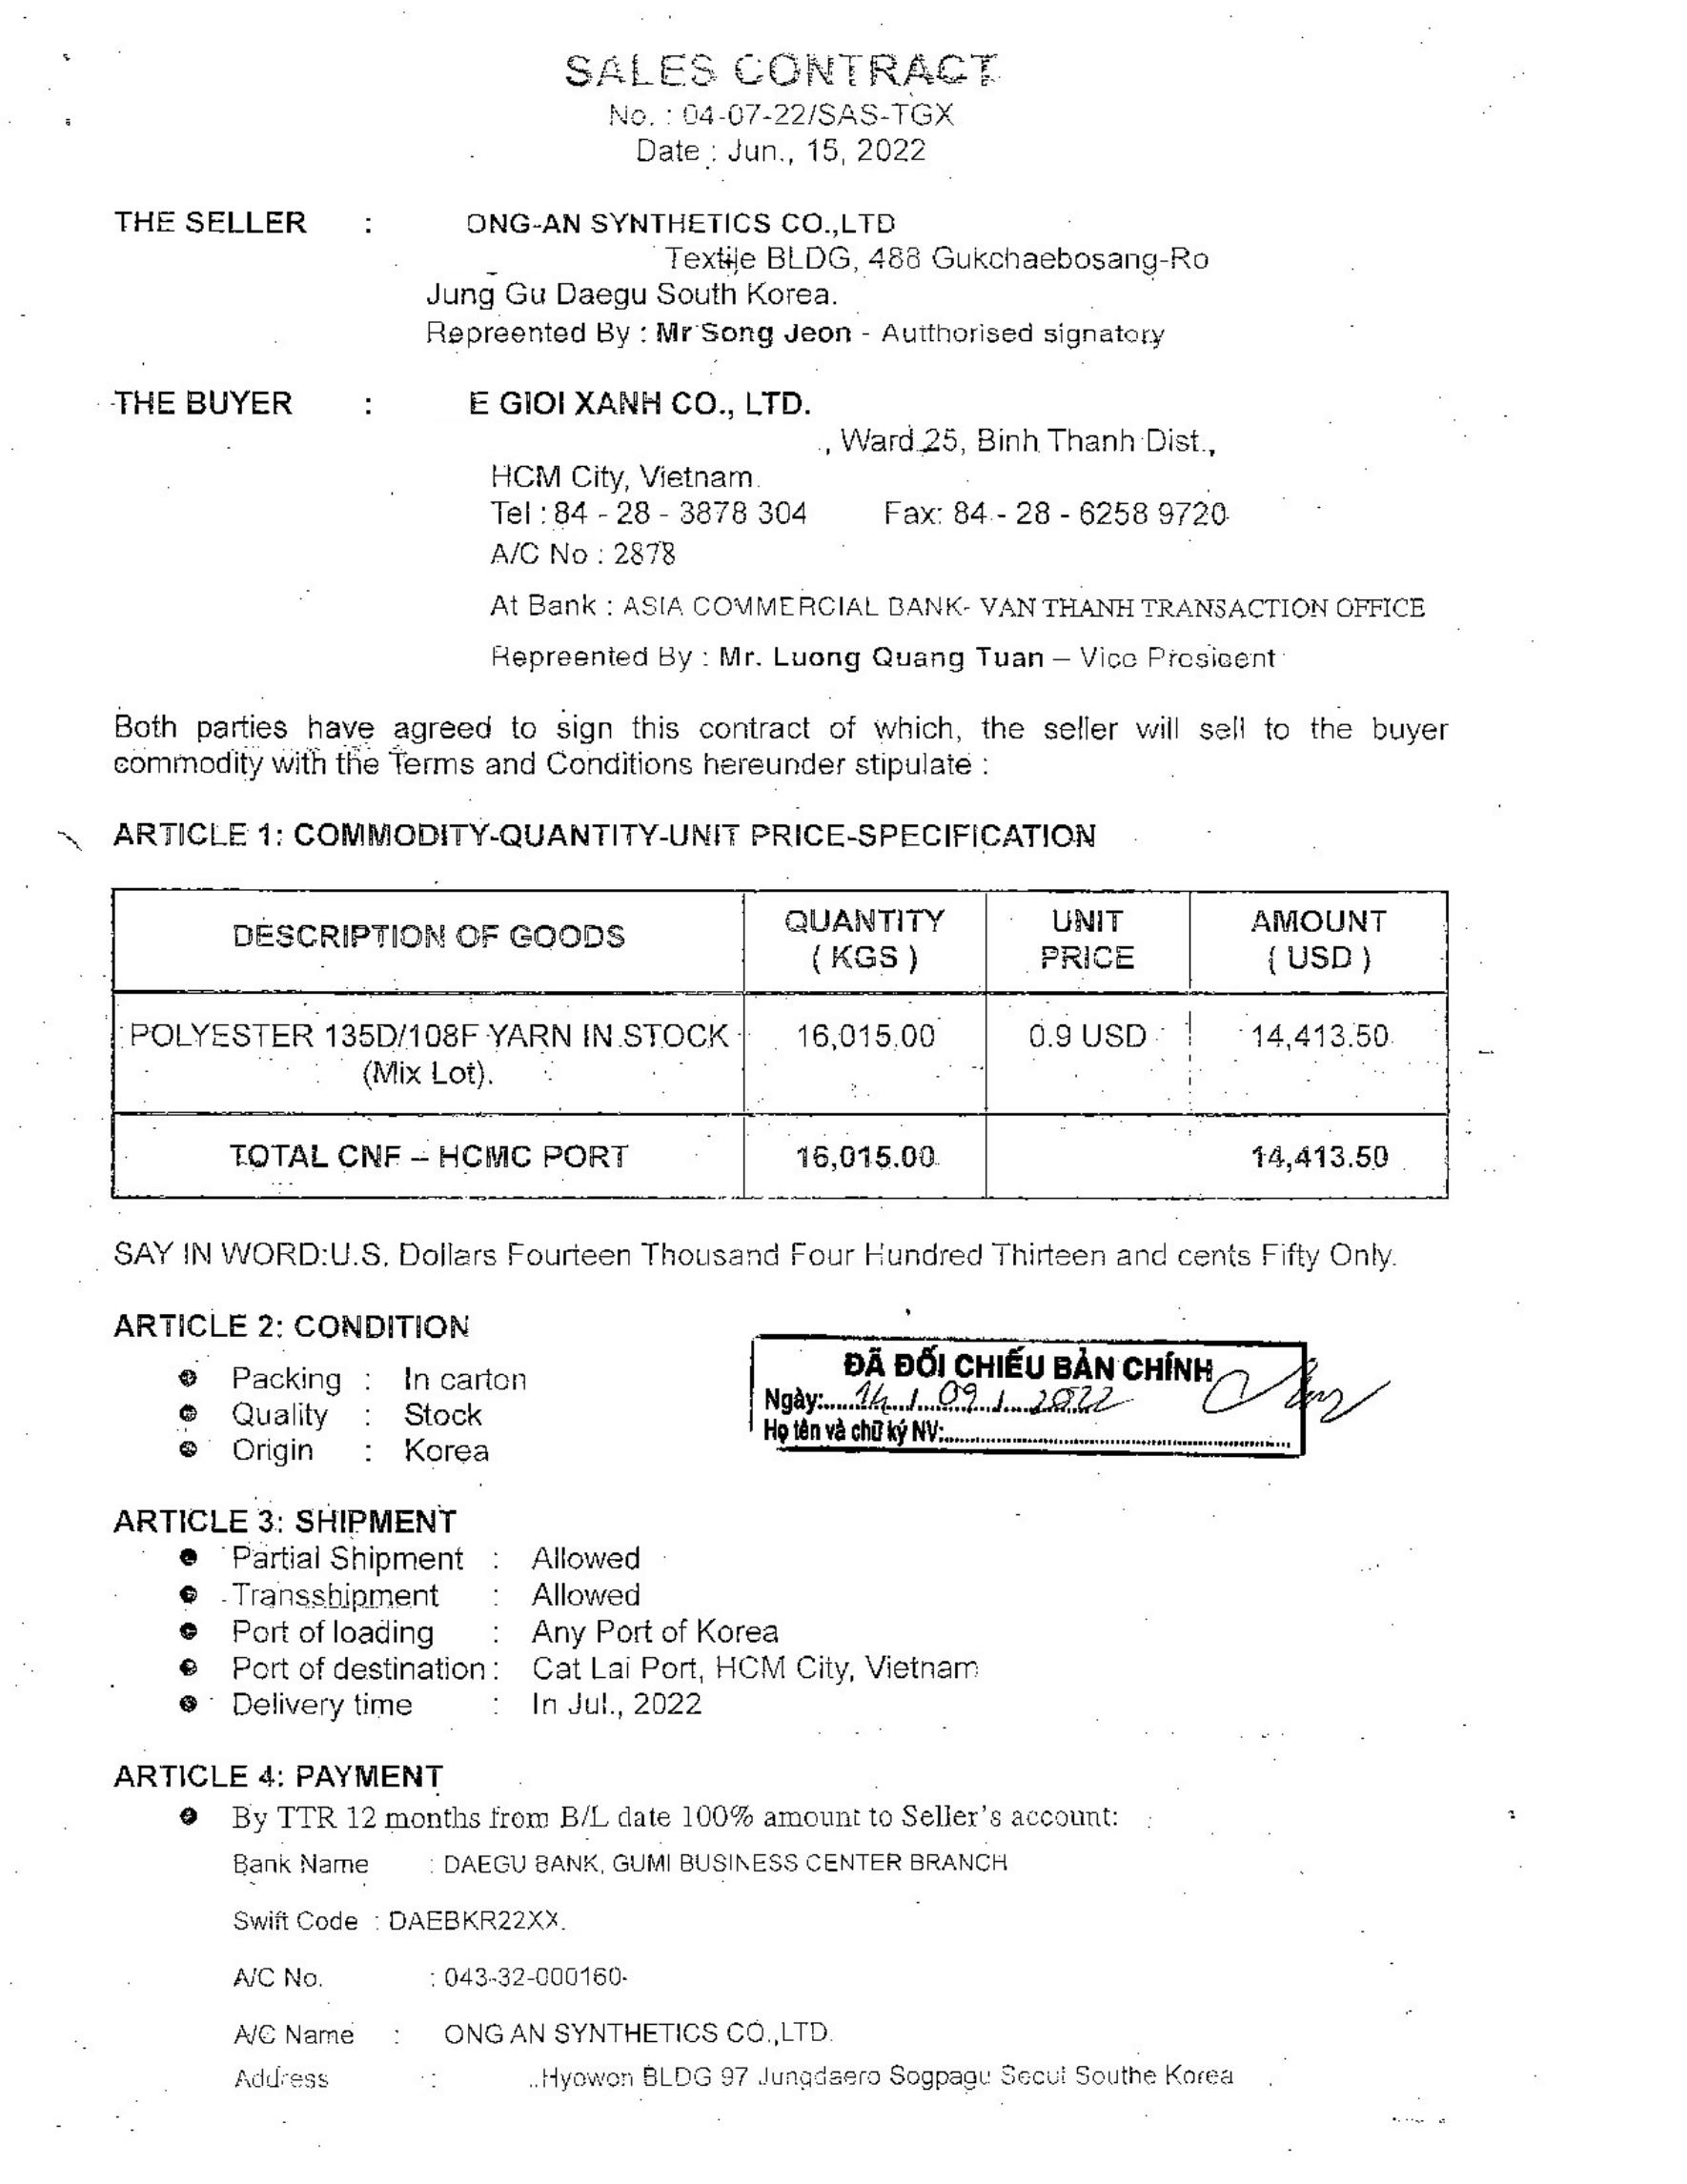 SALES CONTRACT
No. : 04-07-22/SAS-TGX
Date : Jun., 15, 2022
THE SELLER : ONG-AN SYNTHETICS CO.,LTD
Textile BLDG, 488 Gukchaebosang-Ro
Jung Gu Daegu South Korea.
Repreented By : Mr Song Jeon - Autthorised signatory
THE BUYER : E GIOI XANH CO., LTD.
., Ward 25, Binh Thanh Dist.,
HCM City, Vietnam.
Tel : 84 - 28 - 3878 304 Fax: 84 - 28 - 6258 9720
A/C No : 2878
At Bank : ASIA COMMERCIAL BANK- VAN THANH TRANSACTION OFFICE
Repreented By : Mr. Luong Quang Tuan – Vice President
Both parties have agreed to sign this contract of which, the seller will sell to the buyer
commodity with the Terms and Conditions hereunder stipulate :
ARTICLE 1: COMMODITY-QUANTITY-UNIT PRICE-SPECIFICATION
DESCRIPTION OF GOODS QUANTITY ( KGS ) UNIT PRICE AMOUNT ( USD )
POLYESTER 135D/108F YARN IN STOCK 16,015.00 0.9 USD 14,413.50
(Mix Lot).
TOTAL CNF – HCMC PORT 16,015.00 14,413.50
SAY IN WORD:U.S. Dollars Fourteen Thousand Four Hundred Thirteen and cents Fifty Only.
ARTICLE 2: CONDITION
Packing : In carton
Quality : Stock
Origin : Korea
ĐÃ ĐỐI CHIẾU BẢN CHÍNH
Ngày: 14 / 09 / 2022
Họ tên và chữ ký NV:
ARTICLE 3: SHIPMENT
Partial Shipment : Allowed
Transshipment : Allowed
Port of loading : Any Port of Korea
Port of destination : Cat Lai Port, HCM City, Vietnam
Delivery time : In Jul., 2022
ARTICLE 4: PAYMENT
By TTR 12 months from B/L date 100% amount to Seller's account:
Bank Name : DAEGU BANK, GUMI BUSINESS CENTER BRANCH
Swift Code : DAEBKR22XX.
A/C No. : 043-32-000160-
A/C Name : ONG AN SYNTHETICS CO.,LTD.
Address : ..Hyowon BLDG 97 Jungdaero Sogpagu Seoul Southe Korea